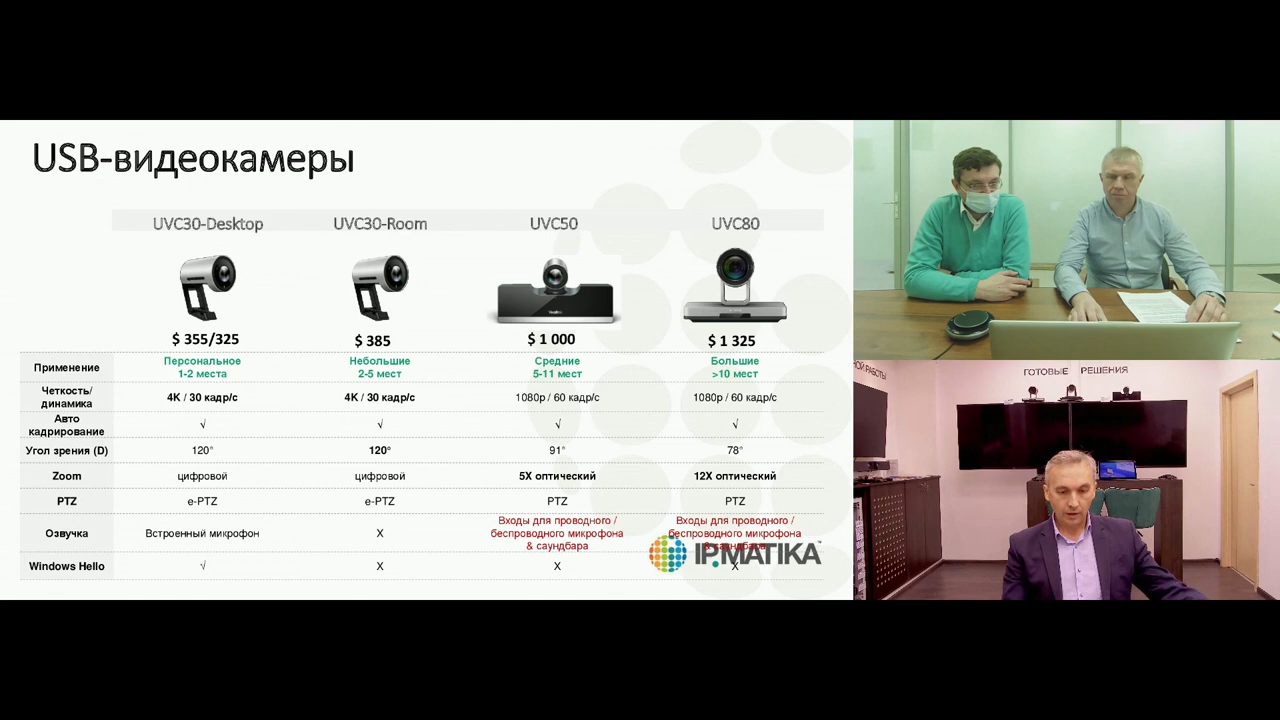 USB-видеокамеры
UVC30-Desktop UVC30-Room UVC50 UVC80
$ 355/325 $ 385 $ 1 000 $ 1 325
Применение Персональное 1-2 места Небольшие 2-5 мест Средние 5-11 мест Большие >10 мест
Четкость/ динамика 4K / 30 кадр/с 4K / 30 кадр/с 1080p / 60 кадр/с 1080p / 60 кадр/с
Авто кадрирование √ √ √ √
Угол зрения (D) 120° 120° 91° 78°
Zoom цифровой цифровой 5X оптический 12X оптический
PTZ e-PTZ e-PTZ PTZ PTZ
Озвучка Встроенный микрофон X Входы для проводного / беспроводного микрофона & саундбара Входы для проводного / беспроводного микрофона & саундбара
Windows Hello √ X X X
IPMATIKA™
НОЙ РАБОТЫ
ГОТОВЫЕ РЕШЕНИЯ